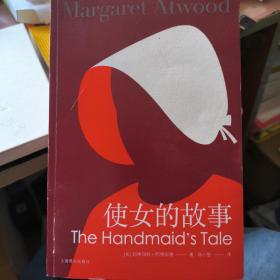 Margaret Atwood
使女的故事
The Handmaid's Tale
[加] 玛格丽特·阿特伍德 著 陈小慰 译
上海译文出版社